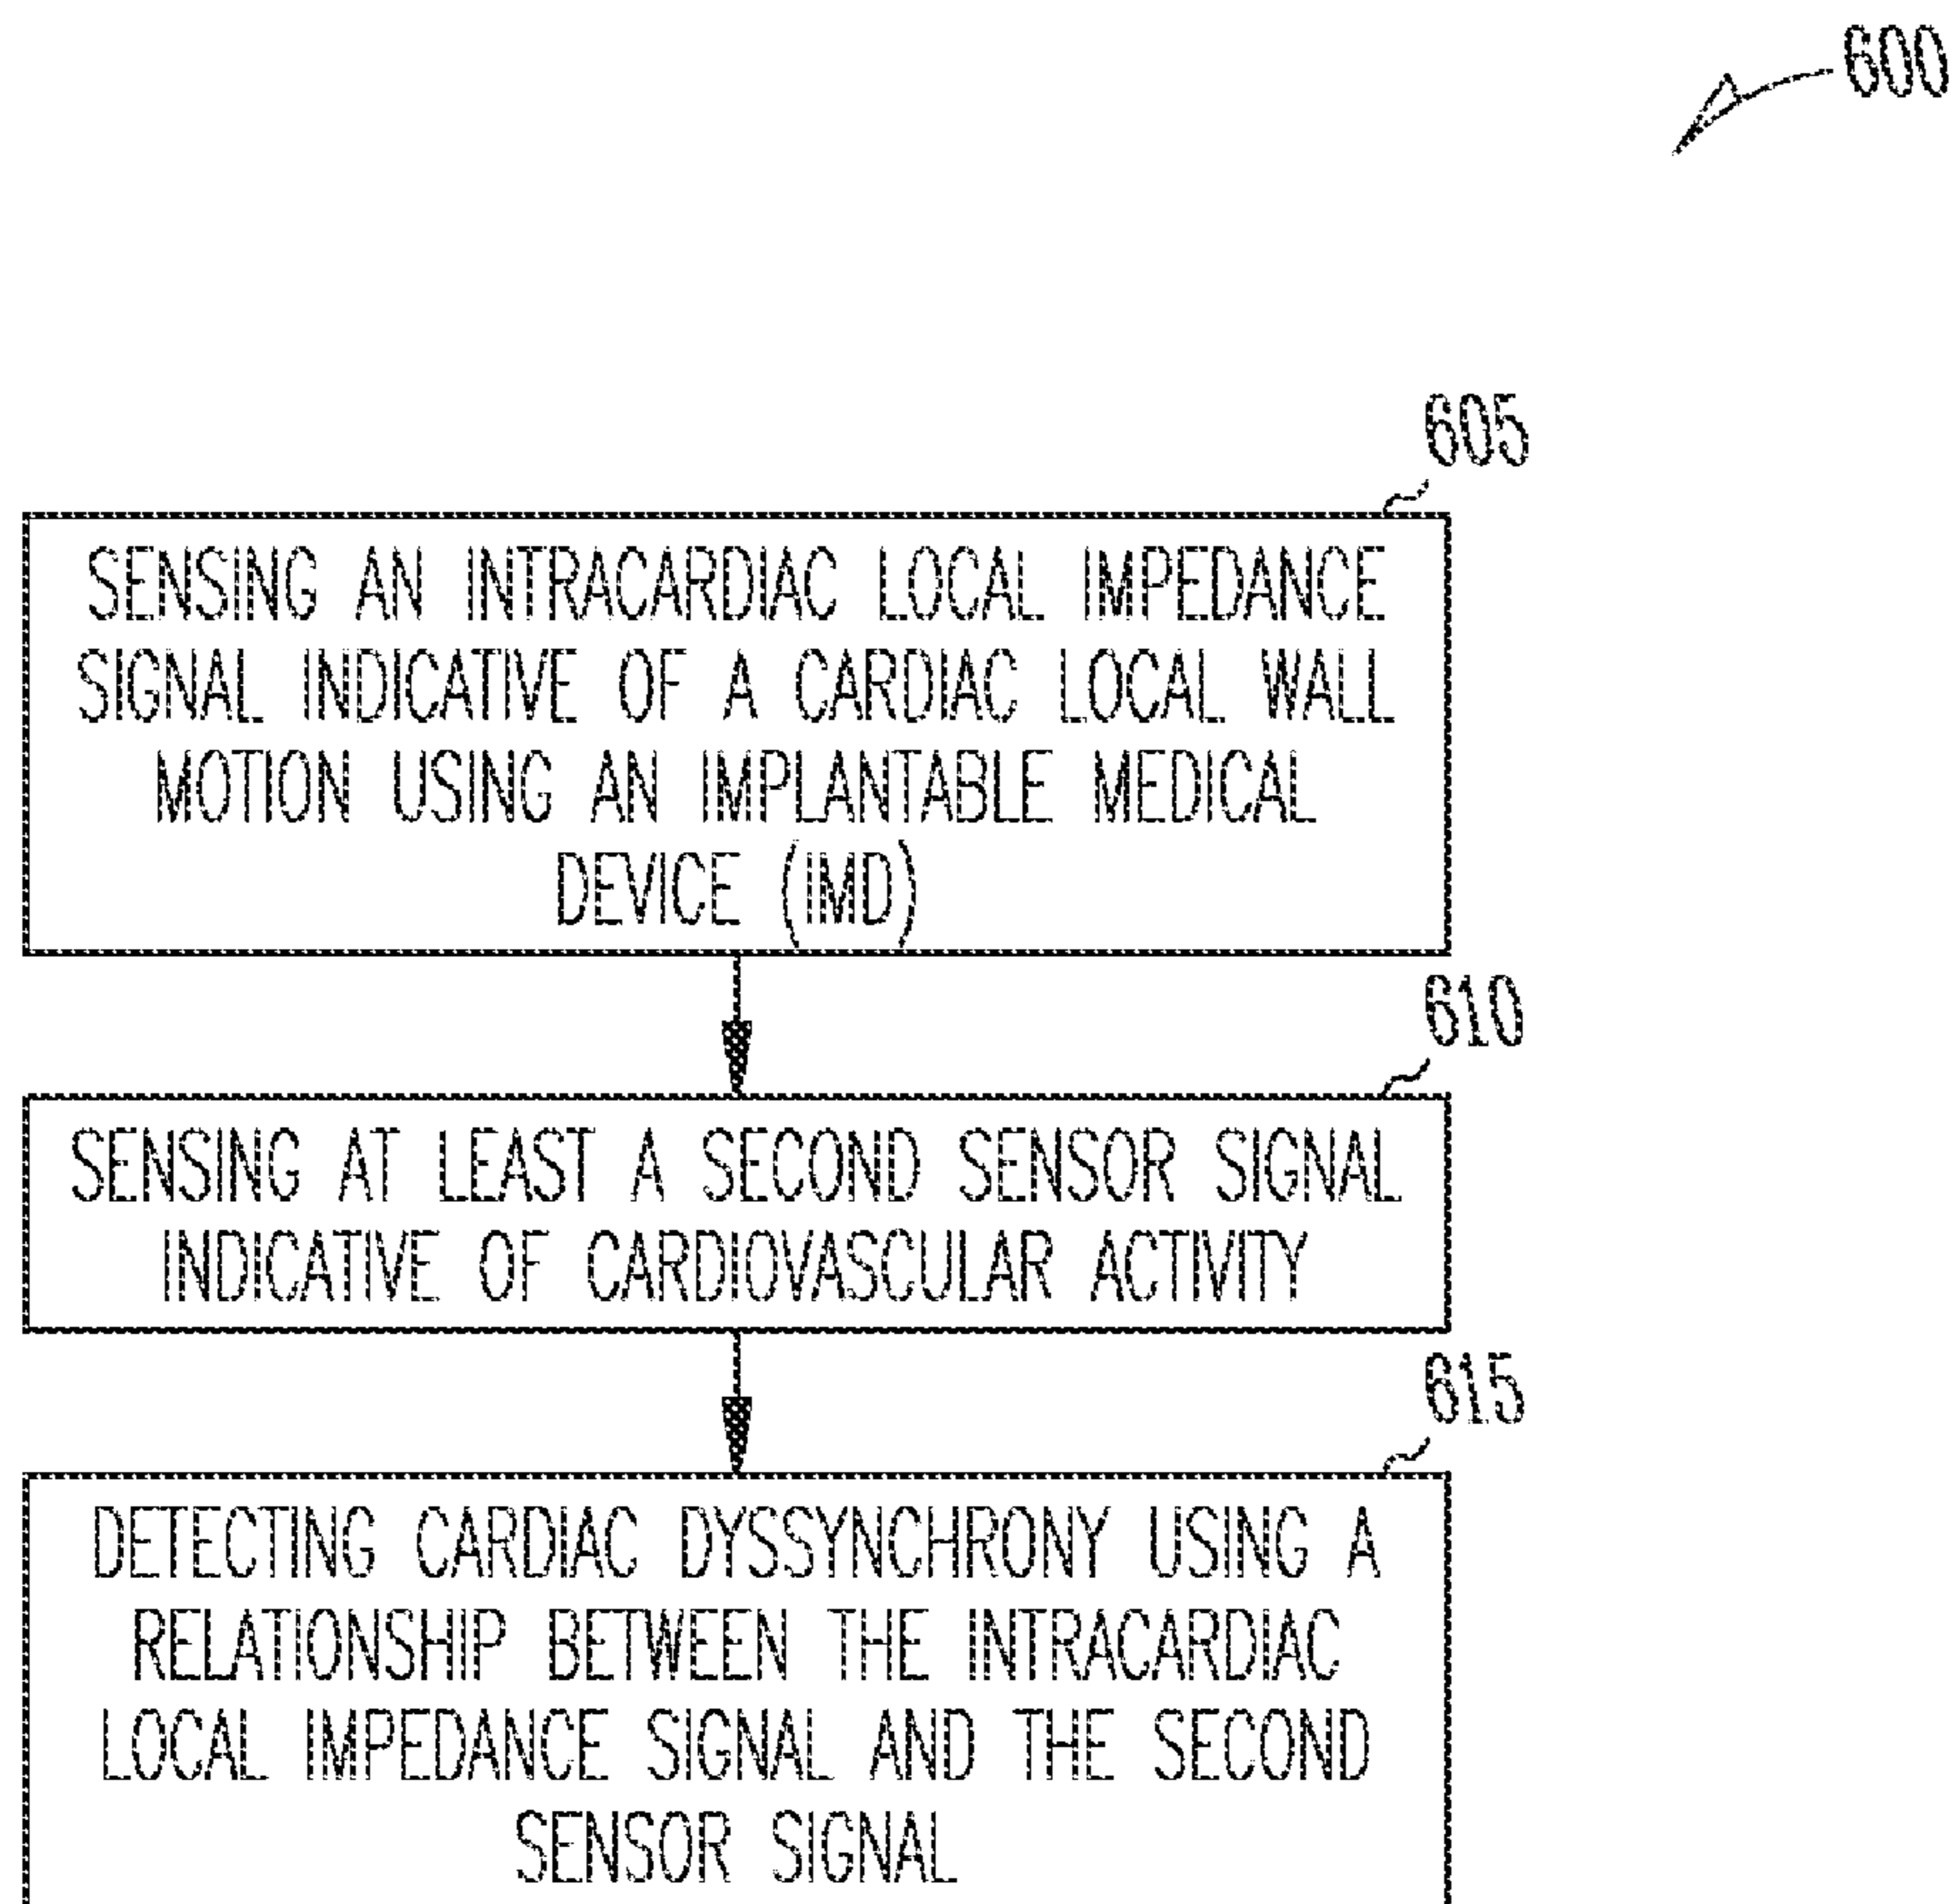 600
605
SENSING AN INTRACARDIAC LOCAL IMPEDANCE
SIGNAL INDICATIVE OF A CARDIAC LOCAL WALL
MOTION USING AN IMPLANTABLE MEDICAL
DEVICE (IMD)
610
SENSING AT LEAST A SECOND SENSOR SIGNAL
INDICATIVE OF CARDIOVASCULAR ACTIVITY
615
DETECTING CARDIAC DYSSYNCHRONY USING A
RELATIONSHIP BETWEEN THE INTRACARDIAC
LOCAL IMPEDANCE SIGNAL AND THE SECOND
SENSOR SIGNAL